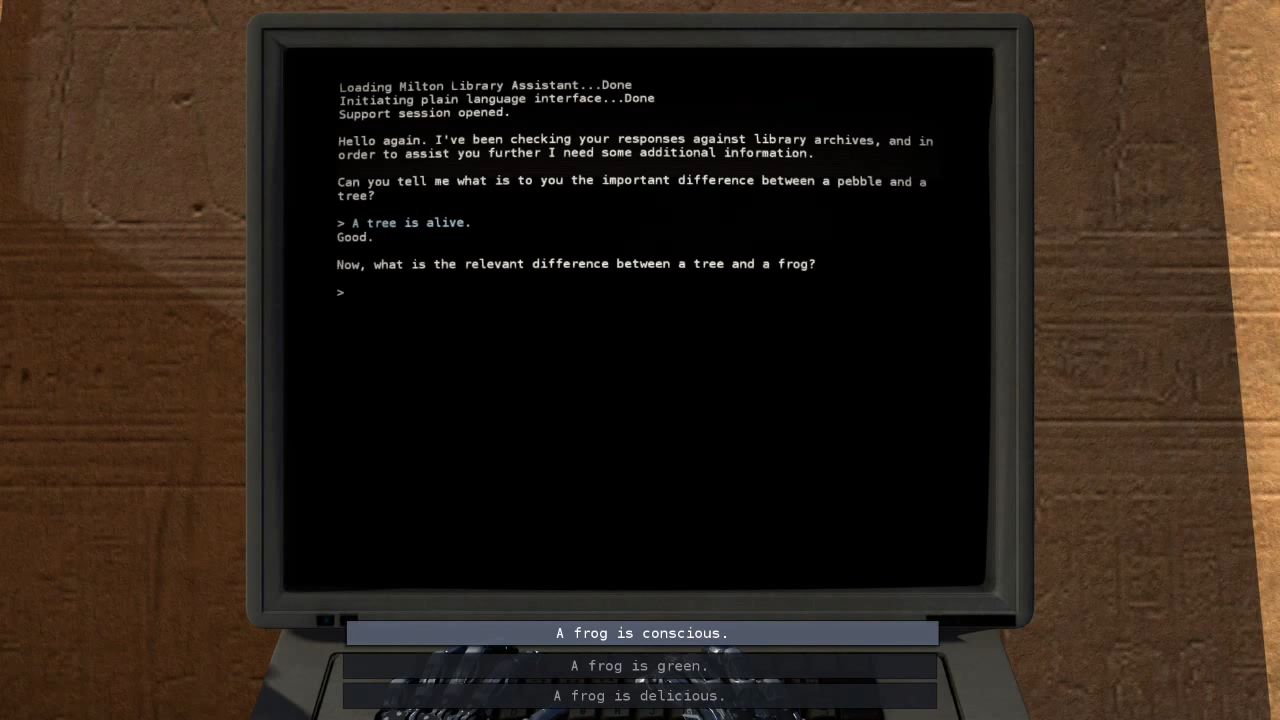 Loading Milton Library Assistant...Done
Initiating plain language interface...Done
Support session opened.
Hello again. I've been checking your responses against library archives, and in
order to assist you further I need some additional information.
Can you tell me what is to you the important difference between a pebble and a
tree?
> A tree is alive.
Good.
Now, what is the relevant difference between a tree and a frog?
>
A frog is conscious.
A frog is green.
A frog is delicious.